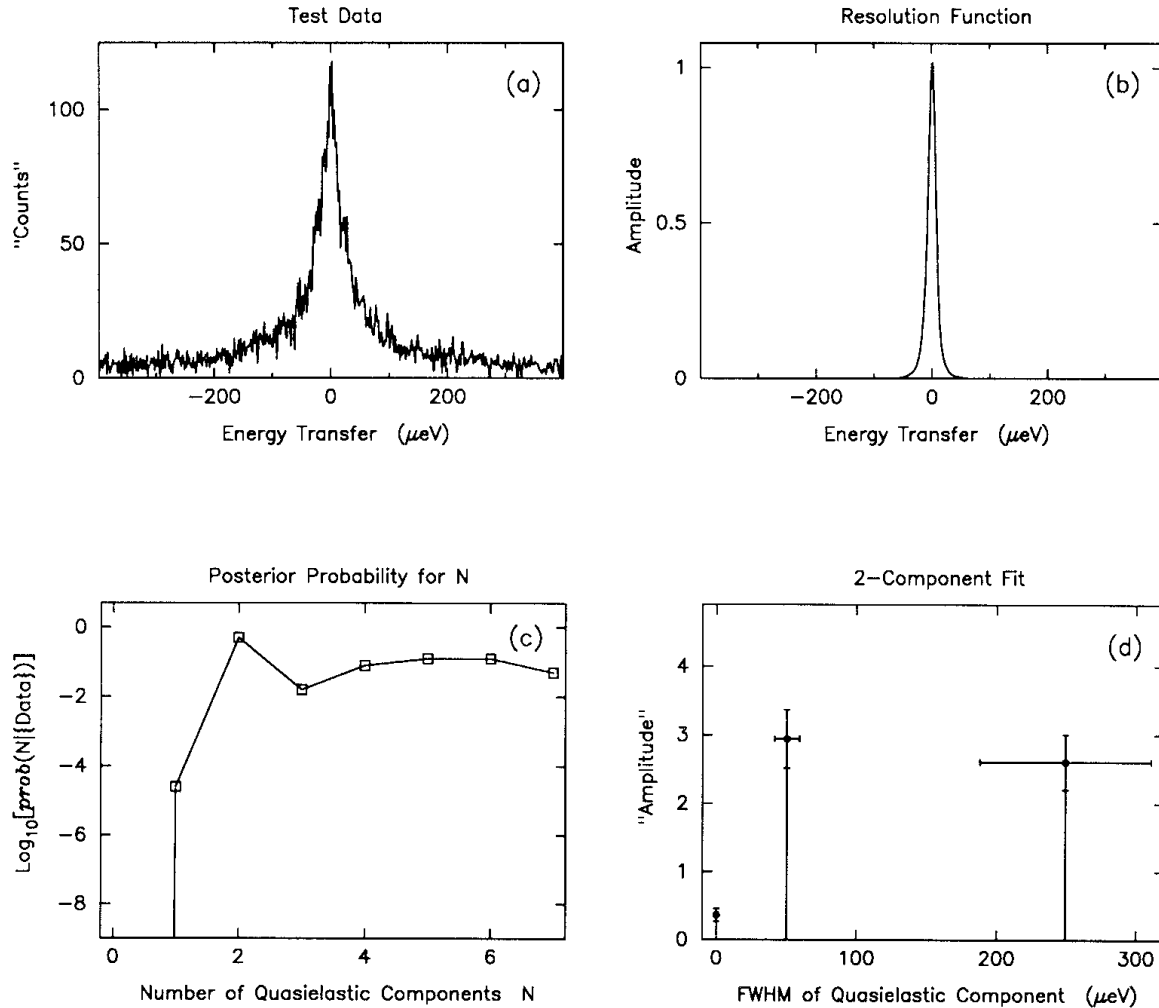 Test Data
(a)
100
50
0
"Counts"
−200 0 200
Energy Transfer (μeV)
Resolution Function
(b)
1
0.5
0
Amplitude
−200 0 200
Energy Transfer (μeV)
Posterior Probability for N
(c)
0
−2
−4
−6
−8
Log₁₀[prob(N|{Data})]
0 2 4 6
Number of Quasielastic Components N
2−Component Fit
(d)
4
3
2
1
0
"Amplitude"
0 100 200 300
FWHM of Quasielastic Component (μeV)